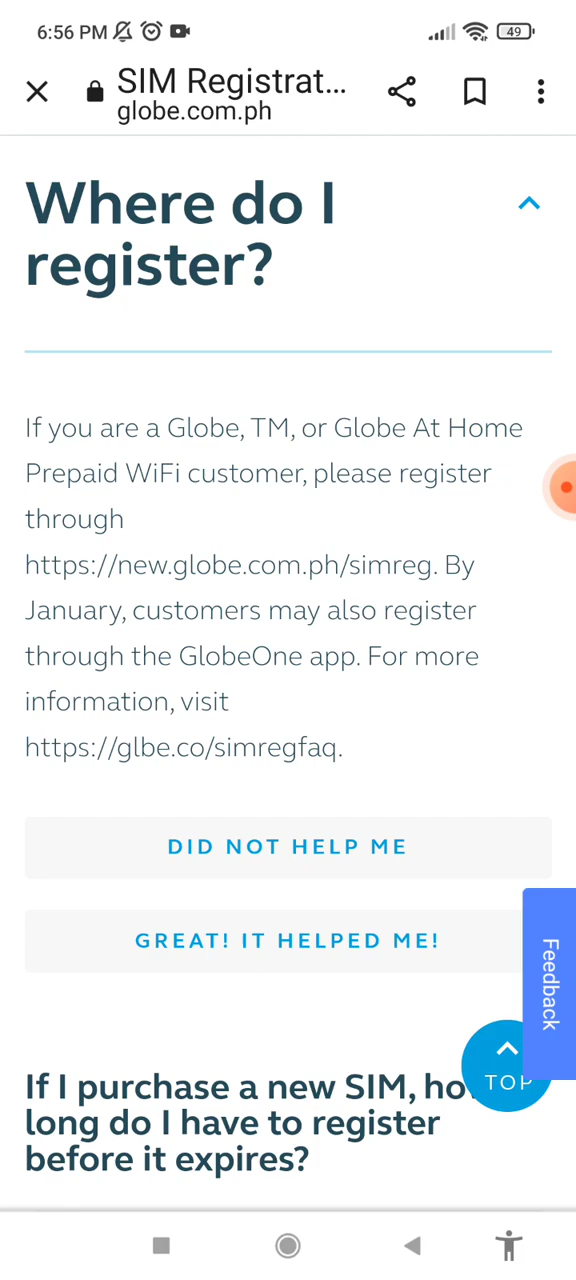 6:56 PM
49
SIM Registrat...
globe.com.ph
Where do I
register?
If you are a Globe, TM, or Globe At Home
Prepaid WiFi customer, please register
through
https://new.globe.com.ph/simreg. By
January, customers may also register
through the GlobeOne app. For more
information, visit
https://glbe.co/simregfaq.
DID NOT HELP ME
GREAT! IT HELPED ME!
Feedback
TOP
If I purchase a new SIM, ho
long do I have to register
before it expires?